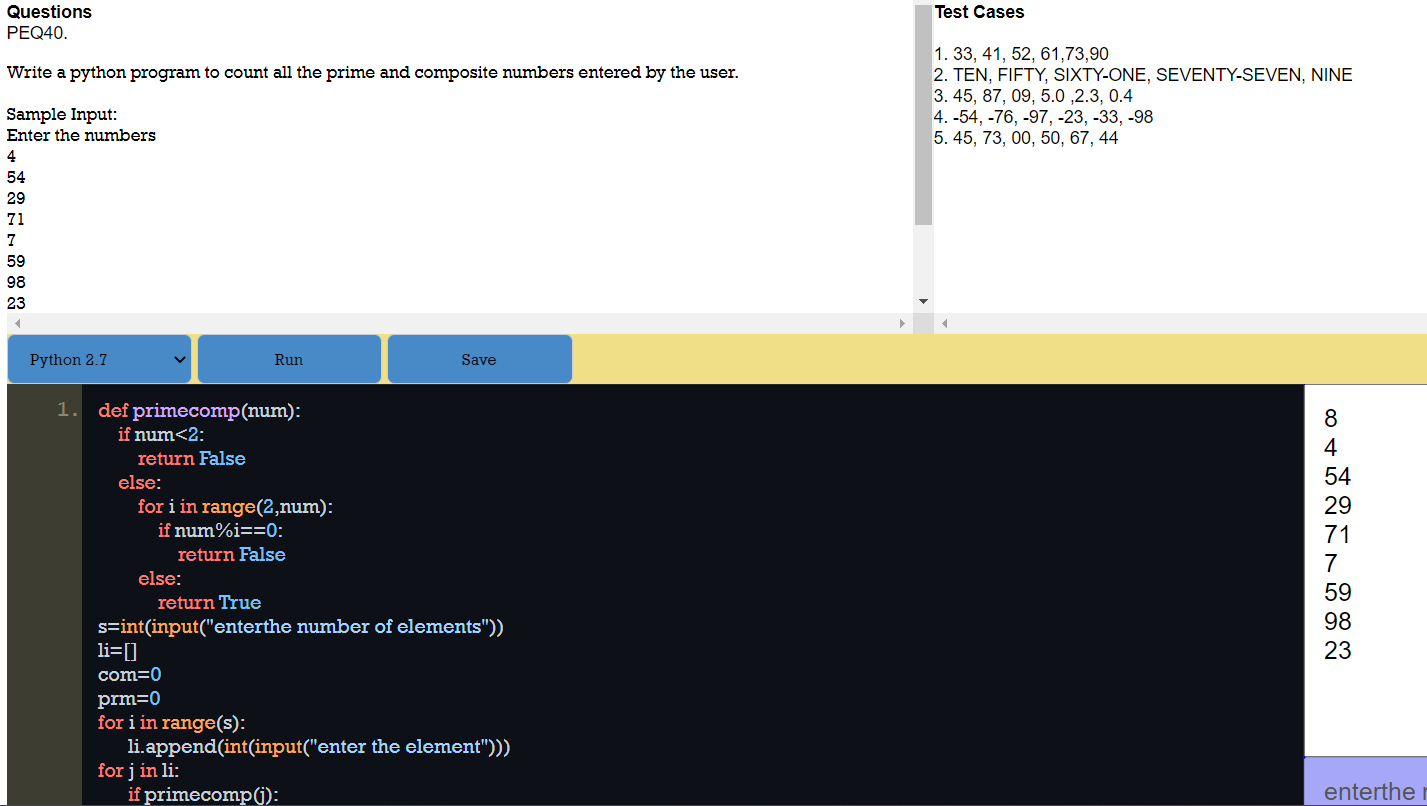 Questions
PEQ40.
Write a python program to count all the prime and composite numbers entered by the user.
Sample Input:
Enter the numbers
4
54
29
71
7
59
98
23
Test Cases
1. 33, 41, 52, 61,73,90
2. TEN, FIFTY, SIXTY-ONE, SEVENTY-SEVEN, NINE
3. 45, 87, 09, 5.0 ,2.3, 0.4
4. -54, -76, -97, -23, -33, -98
5. 45, 73, 00, 50, 67, 44
Python 2.7
Run
Save
1.
def primecomp(num):
if num<2:
return False
else:
for i in range(2,num):
if num%i==0:
return False
else:
return True
s=int(input("enterthe number of elements"))
li=[]
com=0
prm=0
for i in range(s):
li.append(int(input("enter the element")))
for j in li:
if primecomp(j):
8
4
54
29
71
7
59
98
23
enterthe